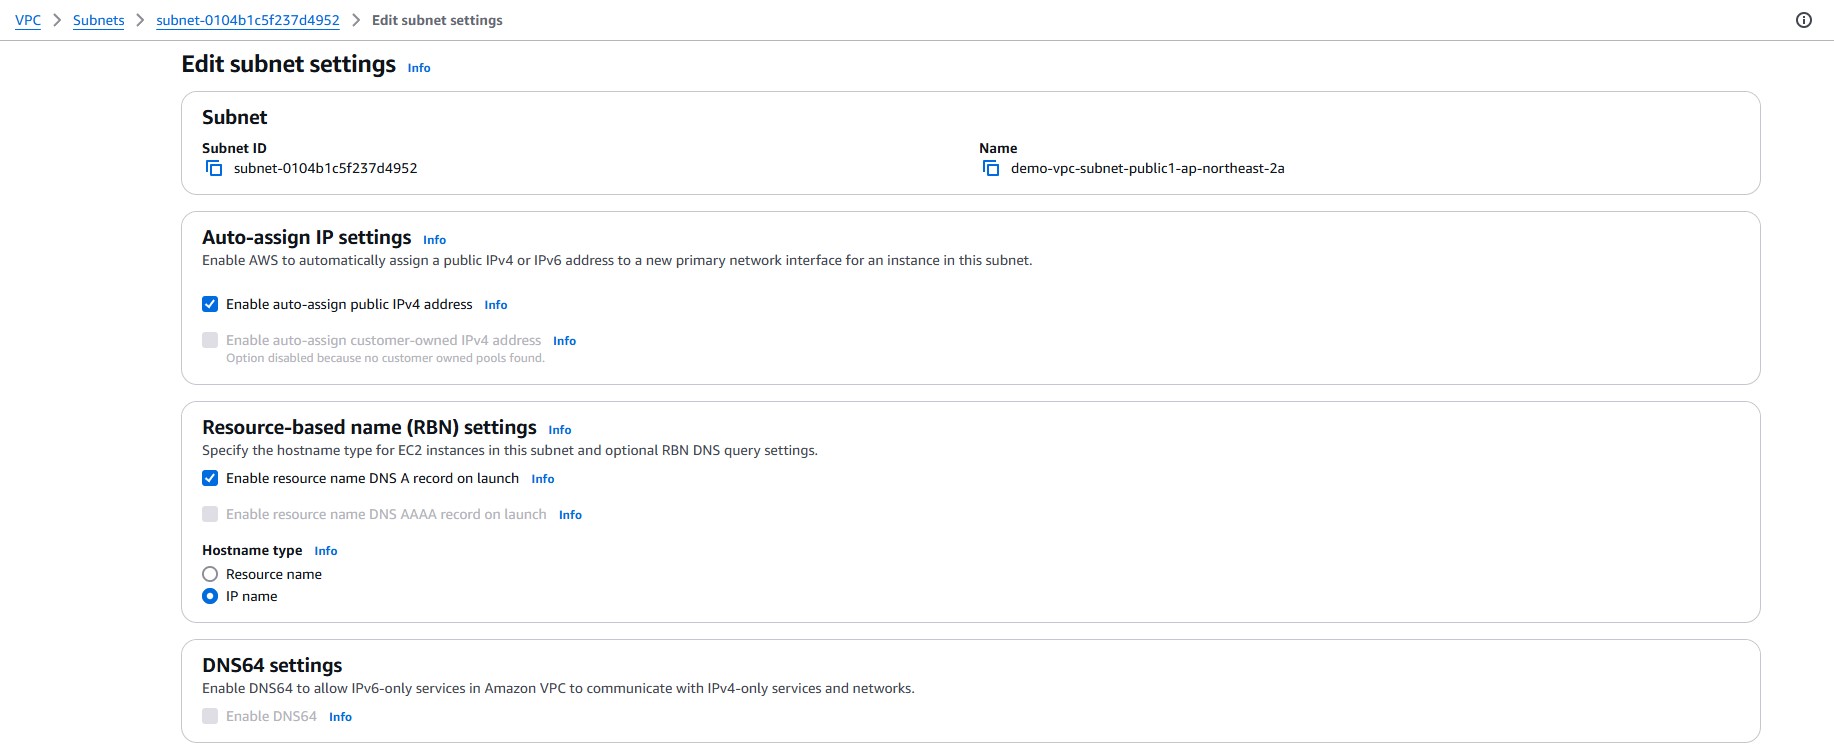 VPC > Subnets > subnet-0104b1c5f237d4952 > Edit subnet settings
Edit subnet settings Info
Subnet
Subnet ID Name
subnet-0104b1c5f237d4952 demo-vpc-subnet-public1-ap-northeast-2a
Auto-assign IP settings Info
Enable AWS to automatically assign a public IPv4 or IPv6 address to a new primary network interface for an instance in this subnet.
Enable auto-assign public IPv4 address Info
Enable auto-assign customer-owned IPv4 address Info
Option disabled because no customer owned pools found.
Resource-based name (RBN) settings Info
Specify the hostname type for EC2 instances in this subnet and optional RBN DNS query settings.
Enable resource name DNS A record on launch Info
Enable resource name DNS AAAA record on launch Info
Hostname type Info
Resource name
IP name
DNS64 settings
Enable DNS64 to allow IPv6-only services in Amazon VPC to communicate with IPv4-only services and networks.
Enable DNS64 Info